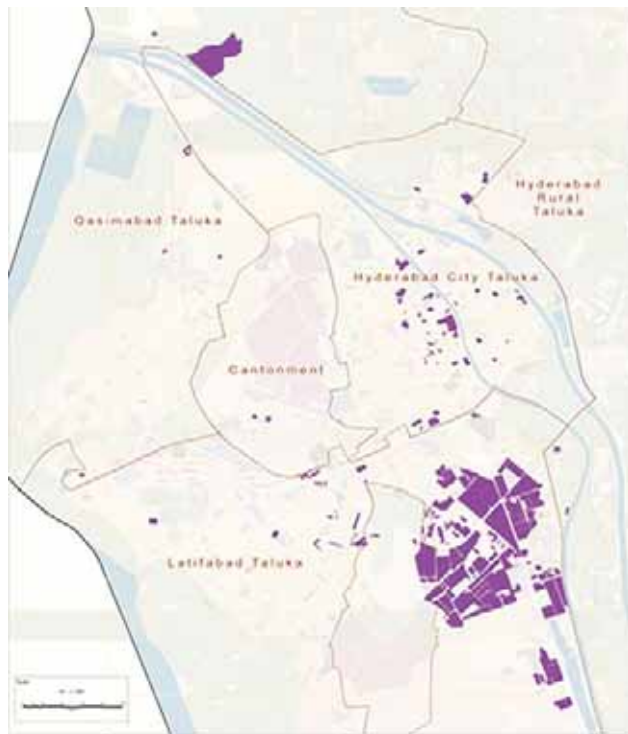 Qasimabad Taluka
Hyderabad
Rural
Taluka
Hyderabad City Taluka
Cantonment
Latifabad Taluka